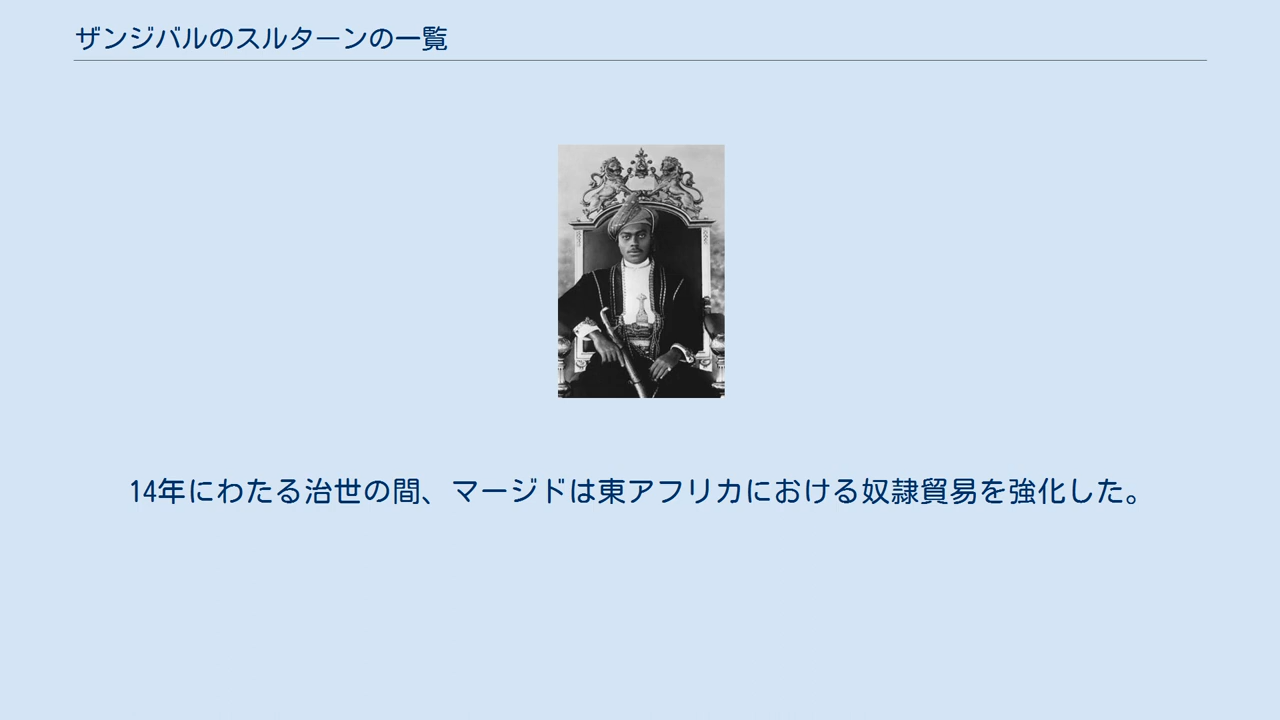 ザンジバルのスルターンの一覧
14年にわたる治世の間、マージドは東アフリカにおける奴隷貿易を強化した。